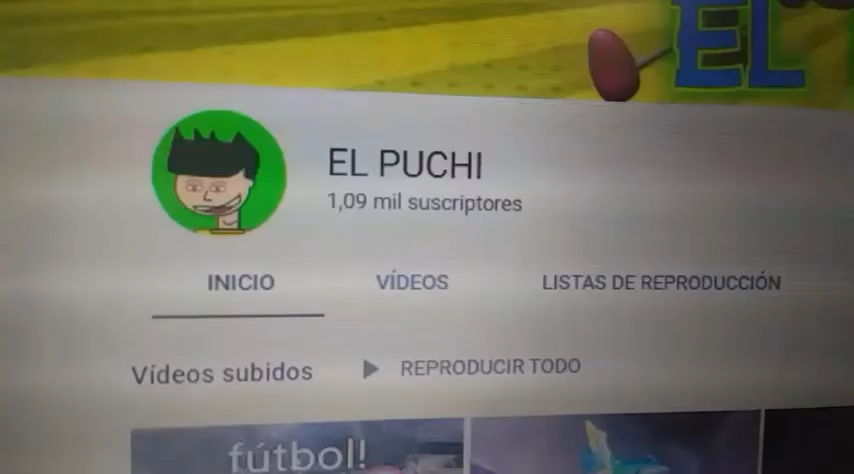 EL
EL PUCHI
1,09 mil suscriptores
INICIO VÍDEOS LISTAS DE REPRODUCCIÓN
Vídeos subidos REPRODUCIR TODO
fútbol!